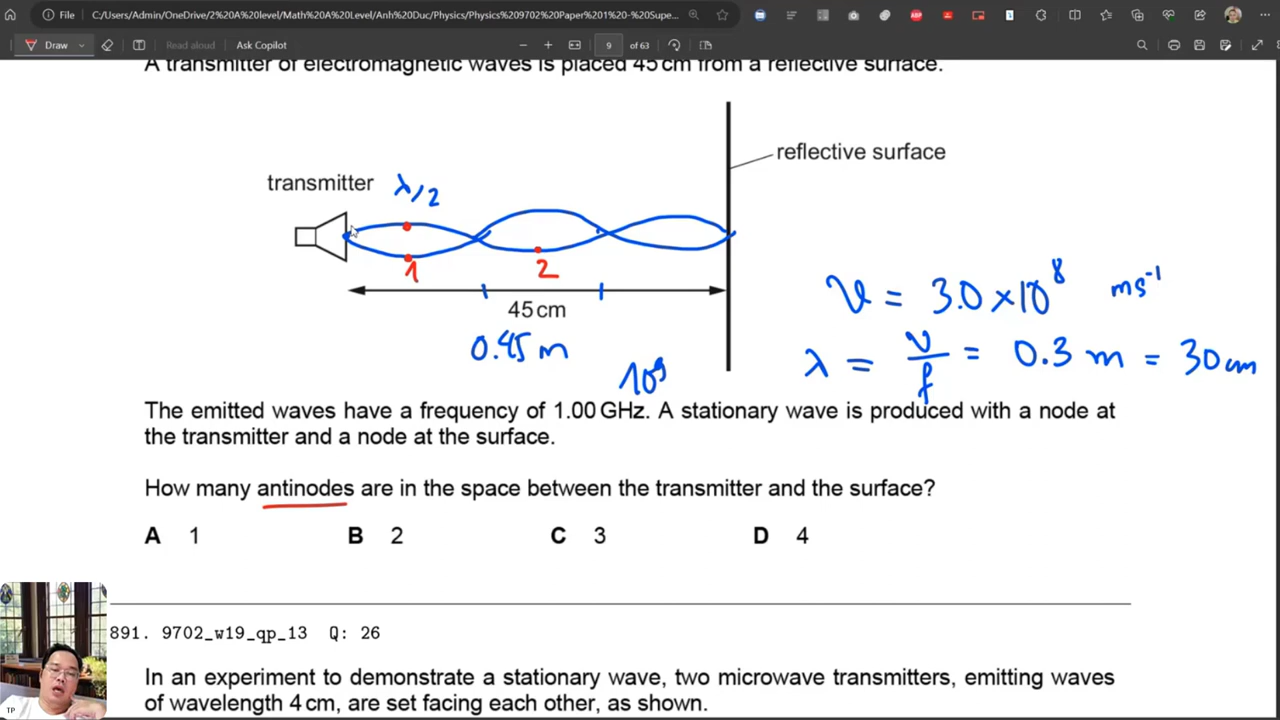 File
C:/Users/Admin/OneDrive/2%20A%20level/Math%20A%20Level/Anh%20Duc/Physics/Physics%209702%20Paper%201%20-%20Supe...
Draw
Read aloud
Ask Copilot
9
of 63
A transmitter of electromagnetic waves is placed 45 cm from a reflective surface.
reflective surface
transmitter
λ/2
1
2
45 cm
0.45 m
10⁹
v = 3.0 × 10⁸ ms⁻¹
λ = v/f = 0.3 m = 30 cm
The emitted waves have a frequency of 1.00 GHz. A stationary wave is produced with a node at
the transmitter and a node at the surface.
How many antinodes are in the space between the transmitter and the surface?
A 1 B 2 C 3 D 4
891. 9702_w19_qp_13 Q: 26
In an experiment to demonstrate a stationary wave, two microwave transmitters, emitting waves
of wavelength 4 cm, are set facing each other, as shown.
TP